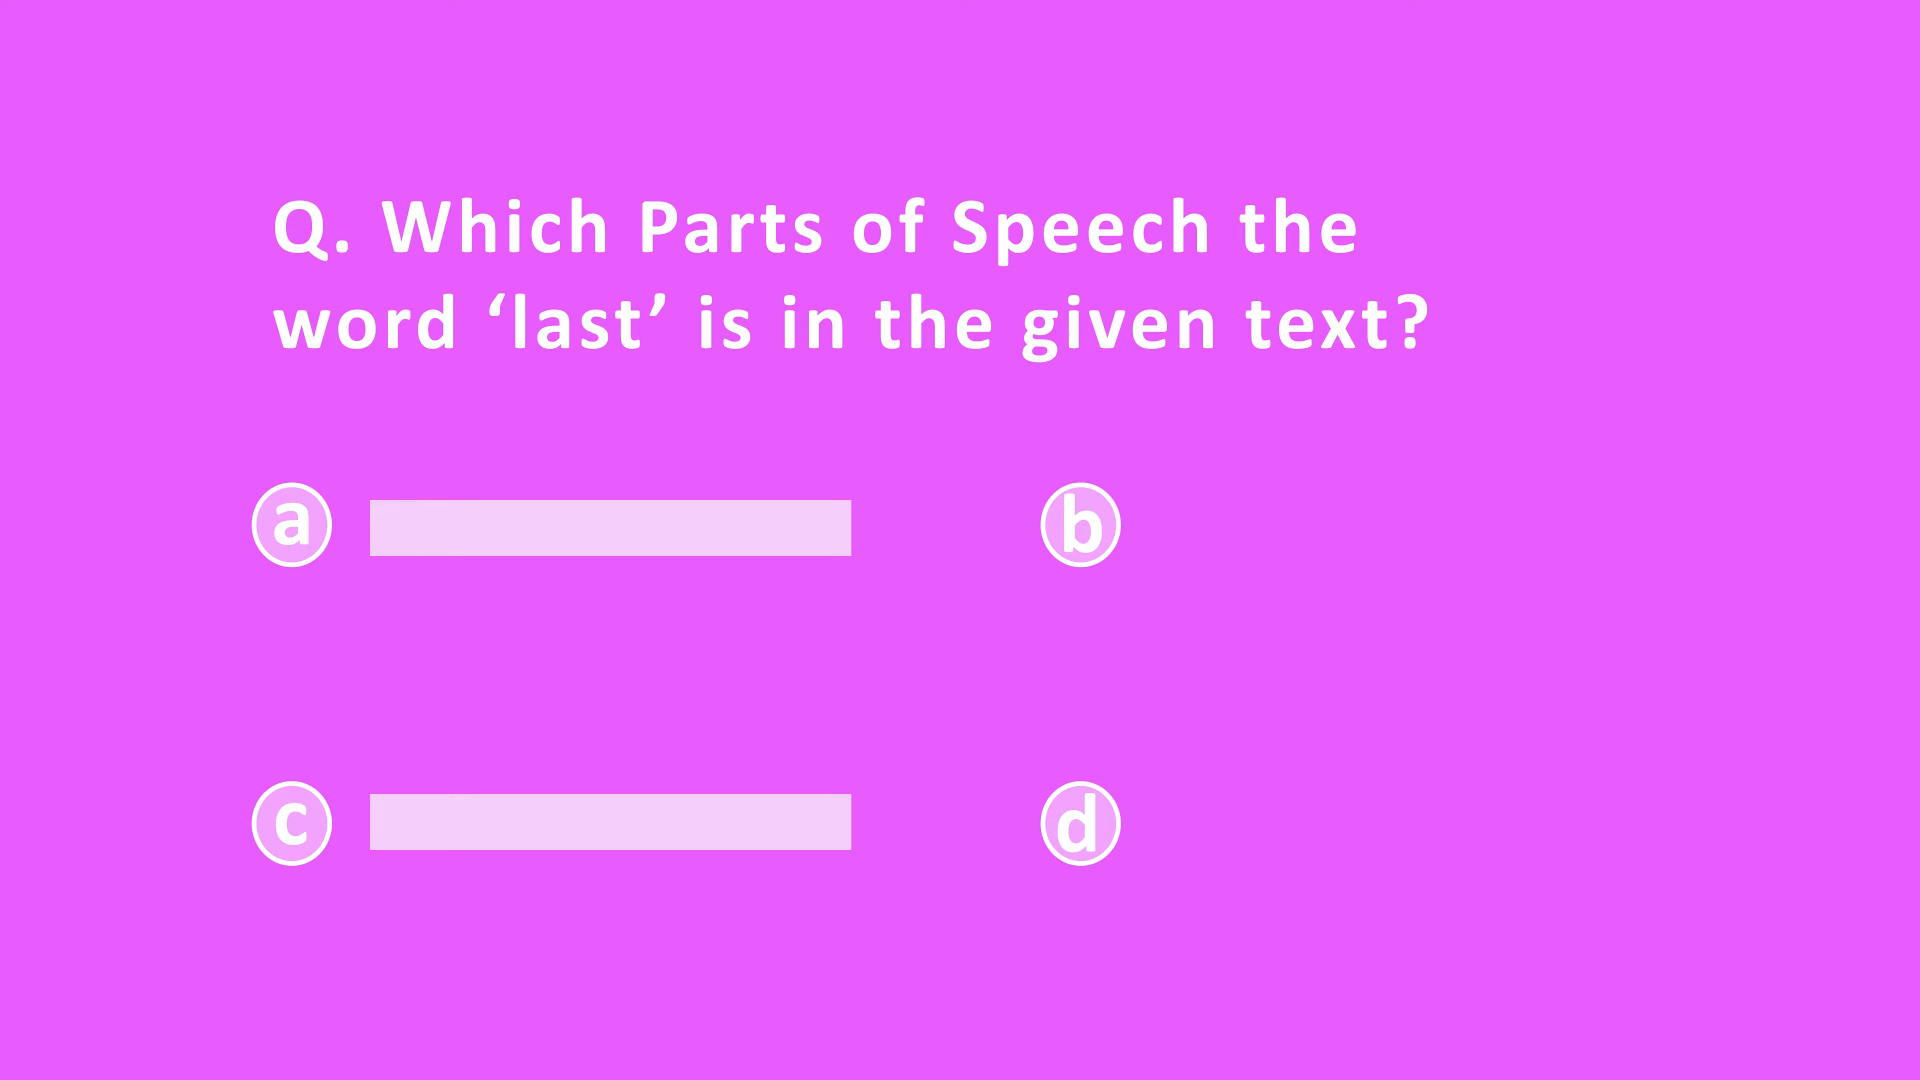 Q. Which Parts of Speech the
word ‘last’ is in the given text?
a
b
c
d